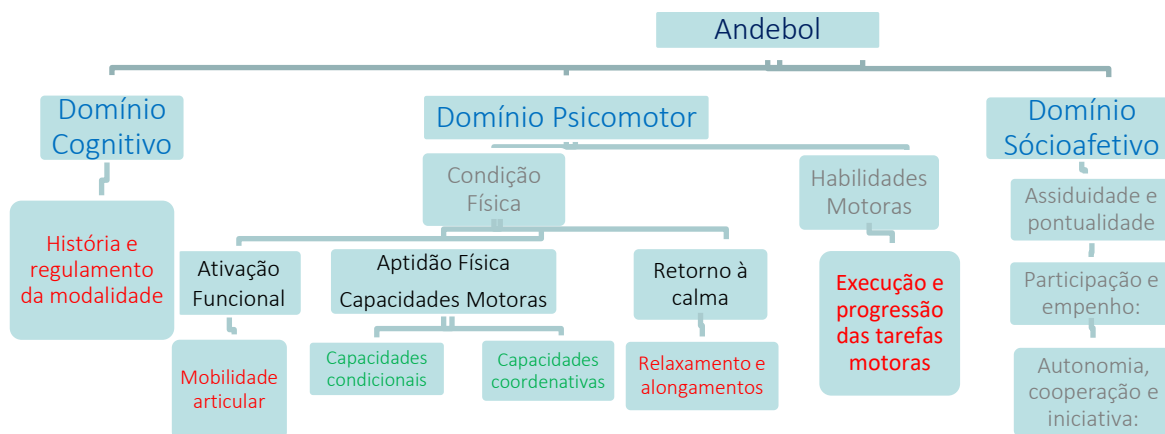 Andebol
Domínio
Cognitivo
Domínio Psicomotor
Domínio
Sócioafetivo
Condição
Física
Habilidades
Motoras
Assiduidade e
pontualidade
História e
regulamento
da modalidade
Ativação
Funcional
Aptidão Física
Capacidades Motoras
Retorno à
calma
Execução e
progressão
das tarefas
motoras
Participação e
empenho:
Mobilidade
articular
Capacidades
condicionais
Capacidades
coordenativas
Relaxamento e
alongamentos
Autonomia,
cooperação e
iniciativa: